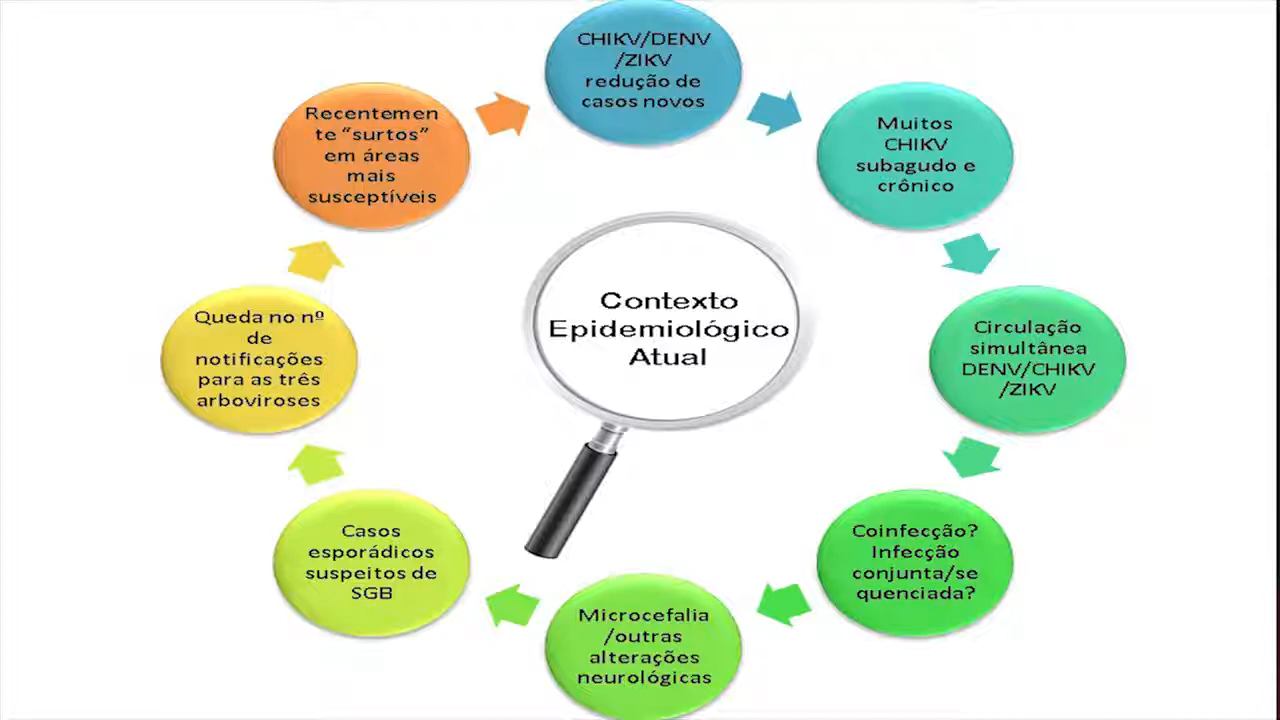 CHIKV/DENV
/ZIKV
redução de
casos novos
Muitos
CHIKV
subagudo e
crônico
Circulação
simultânea
DENV/CHIKV
/ZIKV
Coinfecção?
Infecção
conjunta/se
quenciada?
Microcefalia
/outras
alterações
neurológicas
Casos
esporádicos
suspeitos de
SGB
Queda no nº
de
notificações
para as três
arboviroses
Recentemen
te “surtos”
em áreas
mais
susceptíveis
Contexto
Epidemiológico
Atual